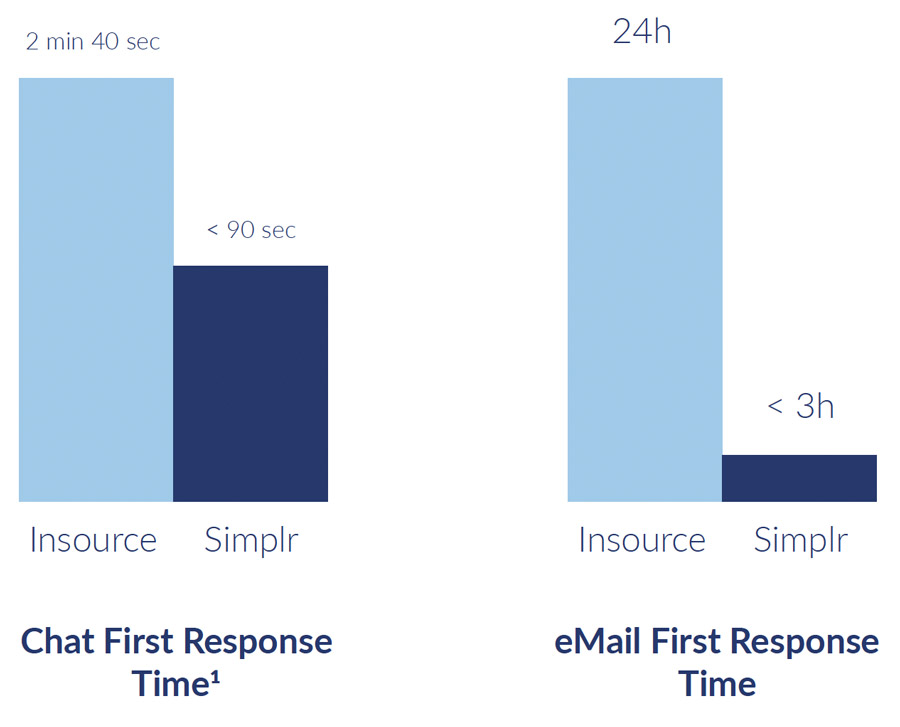 2 min 40 sec
< 90 sec
Insource
Simplr
Chat First Response
Time¹
24h
< 3h
Insource
Simplr
eMail First Response
Time